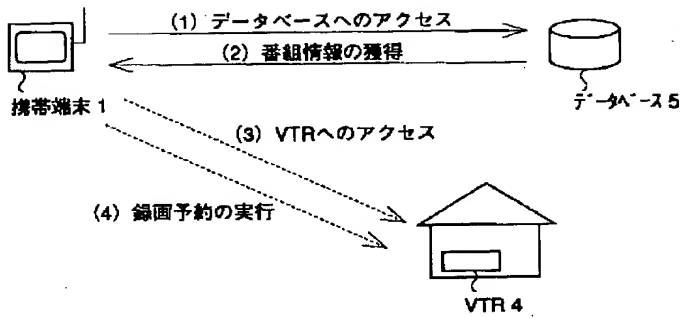 (1) データベースへのアクセス
(2) 番組情報の獲得
携帯端末 1
データベース 5
(3) VTRへのアクセス
(4) 録画予約の実行
VTR 4